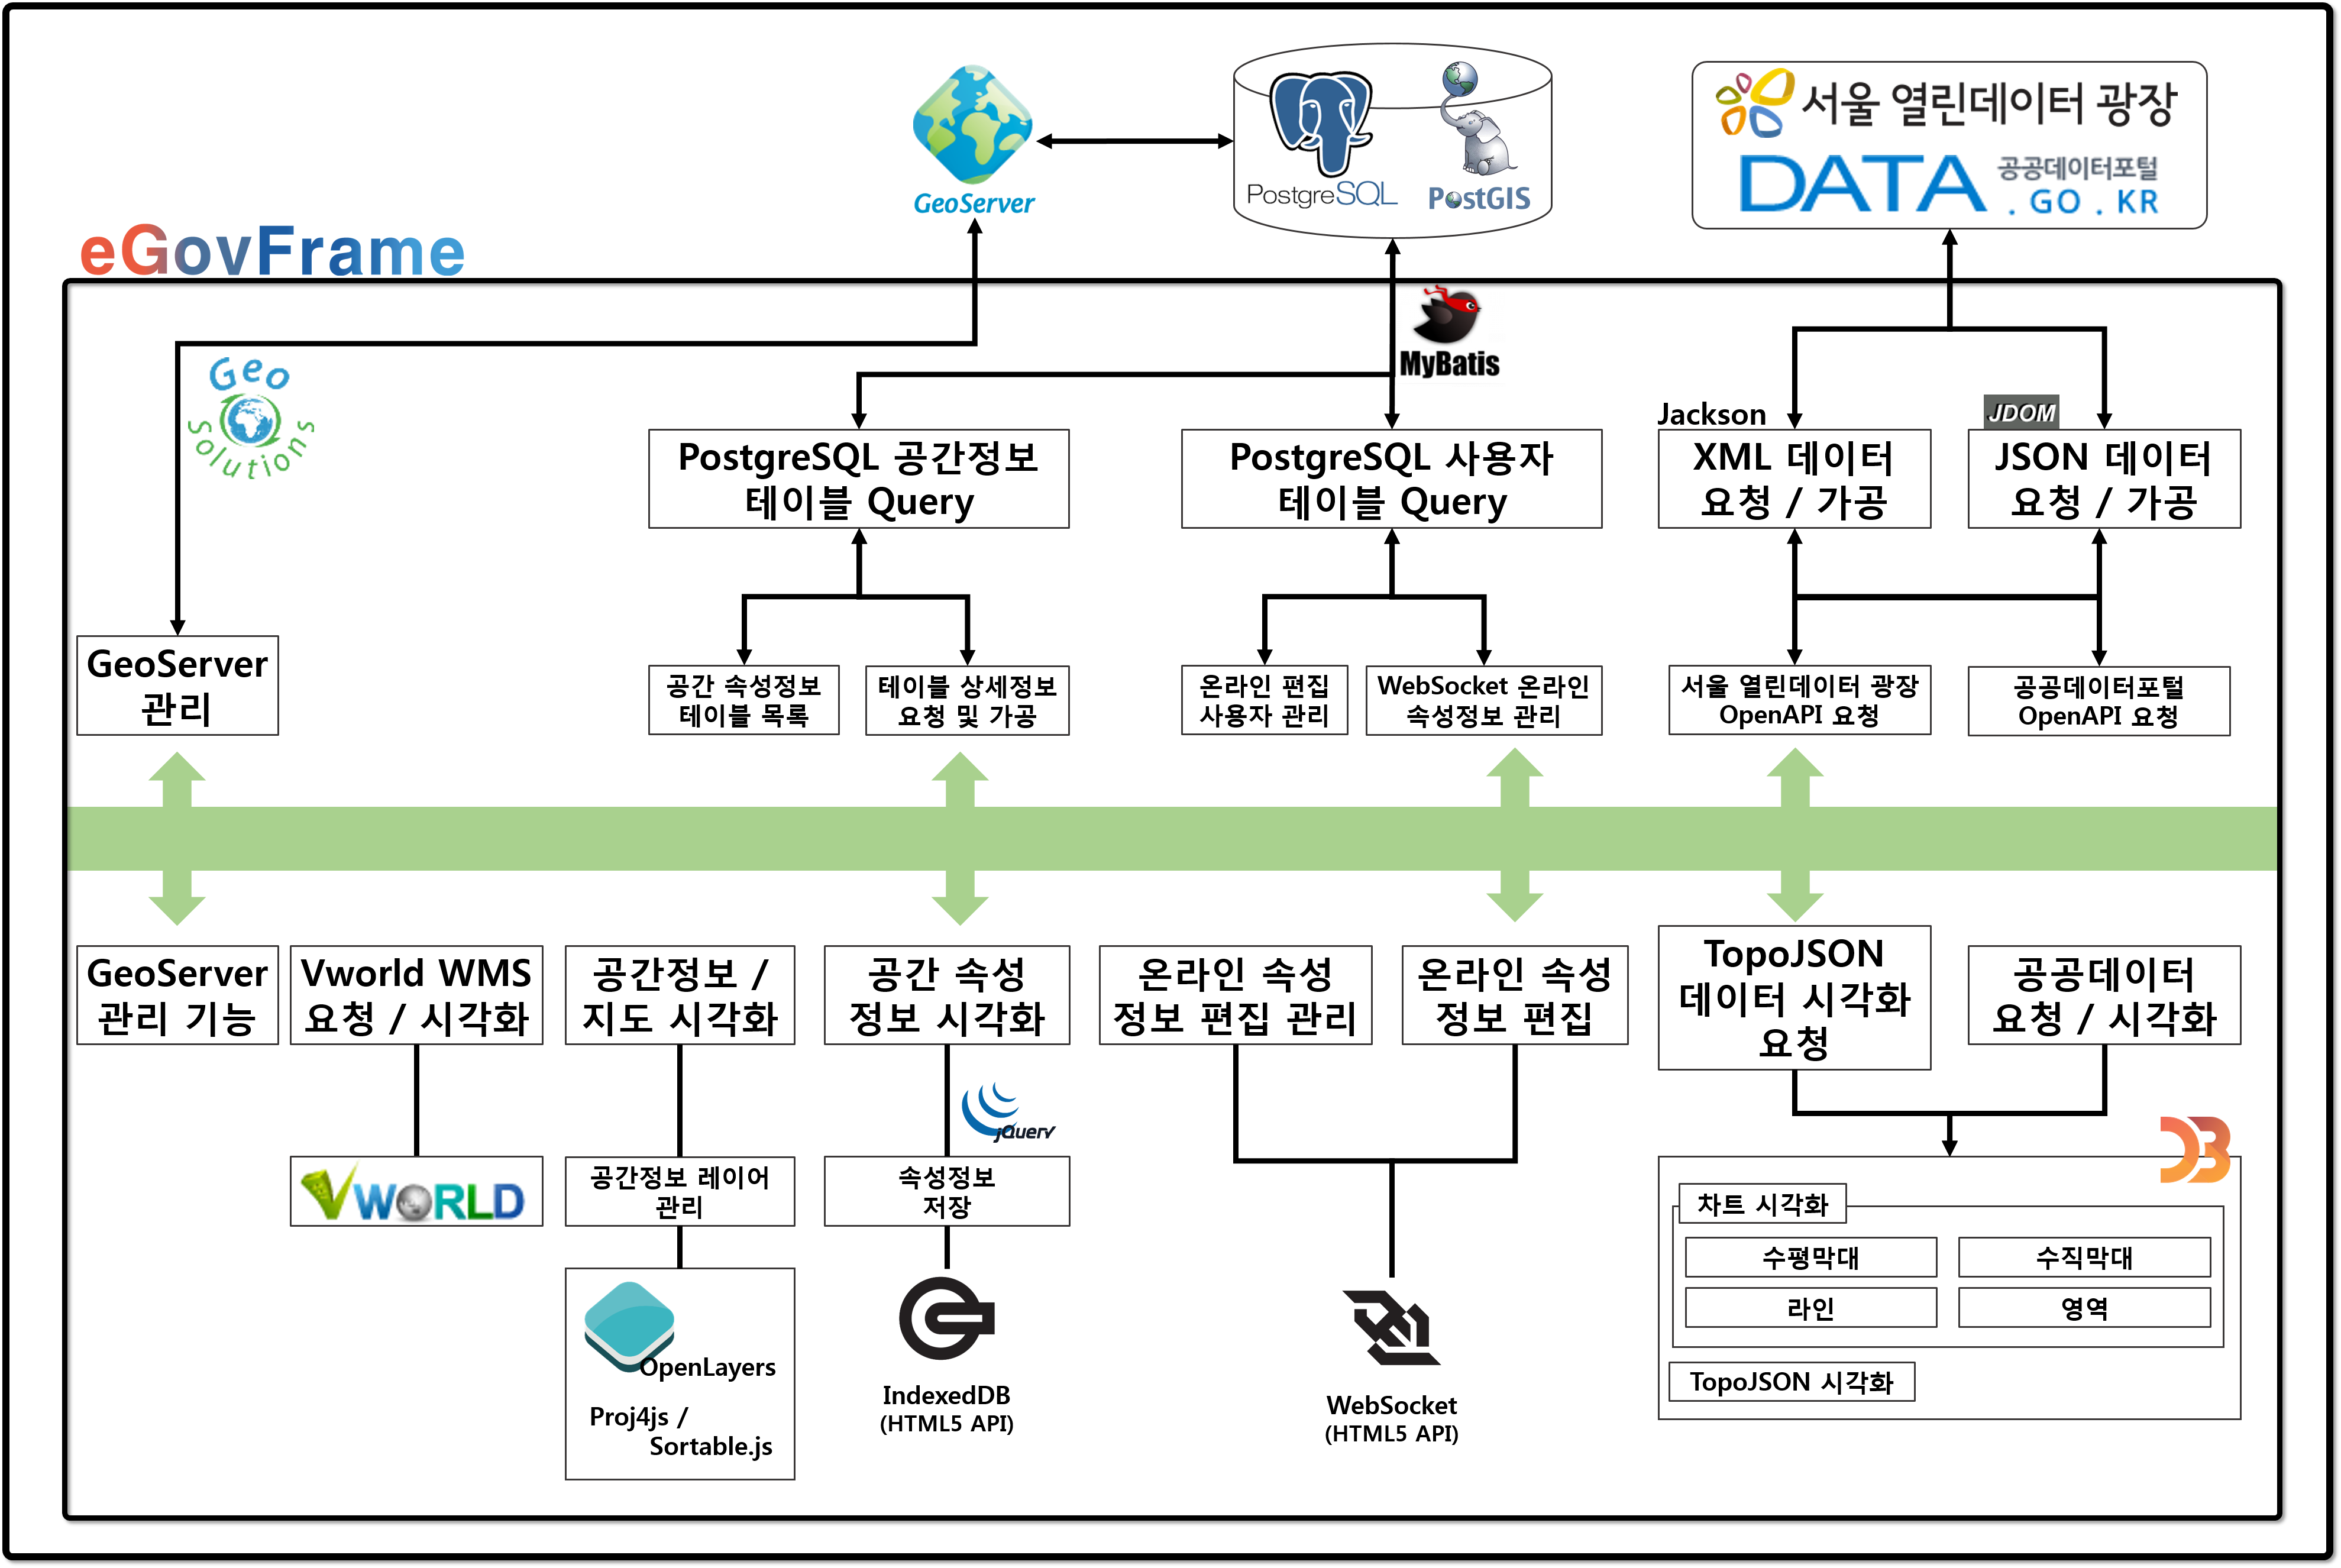 GeoServer
PostgreSQL
PostGIS
서울 열린데이터 광장
DATA
공공데이터포털
. GO . KR
eGovFrame
MyBatis
Geo
Solutions
Jackson
JDOM
PostgreSQL 공간정보
테이블 Query
PostgreSQL 사용자
테이블 Query
XML 데이터
요청 / 가공
JSON 데이터
요청 / 가공
GeoServer
관리
공간 속성정보
테이블 목록
테이블 상세정보
요청 및 가공
온라인 편집
사용자 관리
WebSocket 온라인
속성정보 관리
서울 열린데이터 광장
OpenAPI 요청
공공데이터포털
OpenAPI 요청
GeoServer
관리 기능
Vworld WMS
요청 / 시각화
공간정보 /
지도 시각화
공간 속성
정보 시각화
온라인 속성
정보 편집 관리
온라인 속성
정보 편집
TopoJSON
데이터 시각화
요청
공공데이터
요청 / 시각화
jQuery
VWORLD
공간정보 레이어
관리
속성정보
저장
D3
차트 시각화
수평막대
수직막대
라인
영역
TopoJSON 시각화
OpenLayers
Proj4js /
Sortable.js
IndexedDB
(HTML5 API)
WebSocket
(HTML5 API)